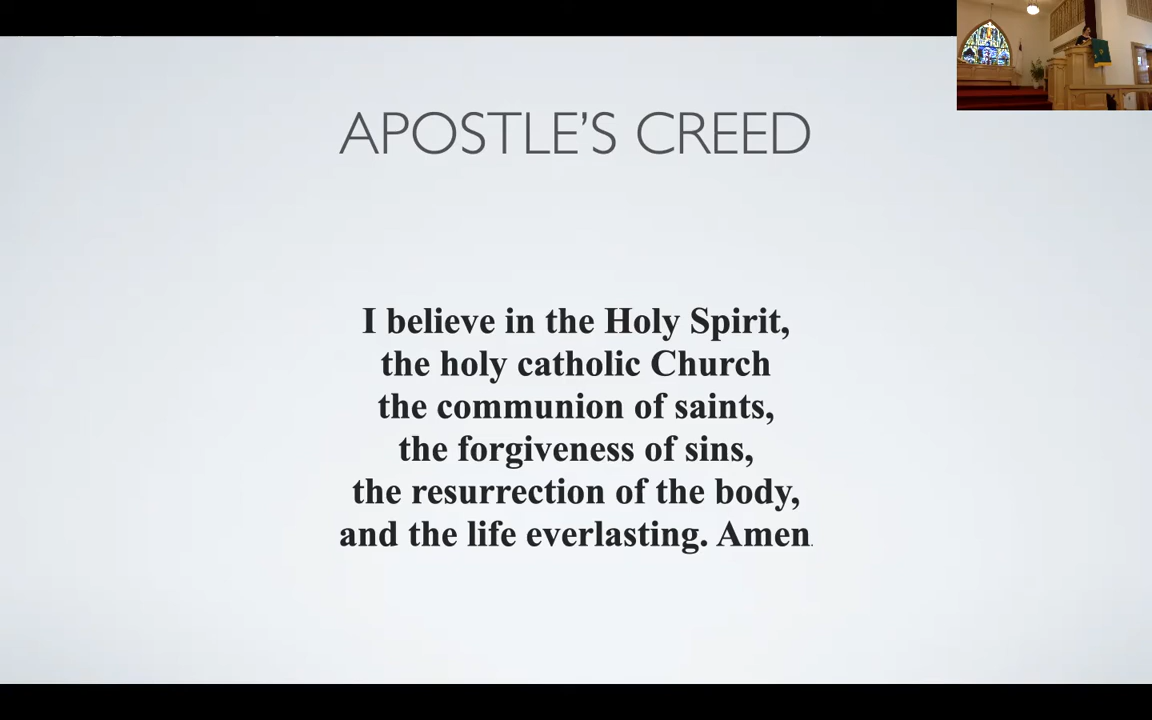 APOSTLE'S CREED
I believe in the Holy Spirit,
the holy catholic Church
the communion of saints,
the forgiveness of sins,
the resurrection of the body,
and the life everlasting. Amen.